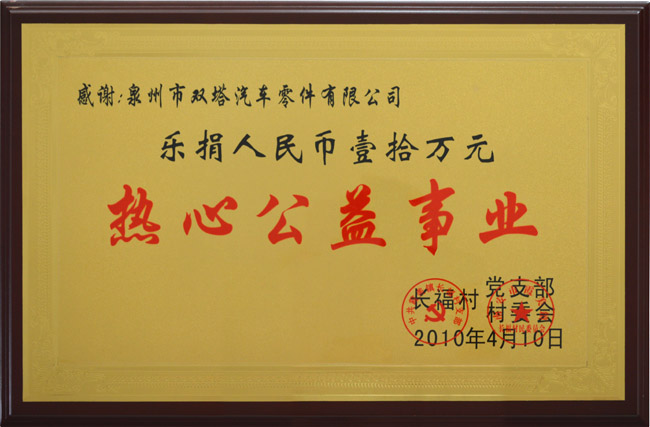 感谢:泉州市双塔汽车零件有限公司
乐捐人民币壹拾万元
热心公益事业
长福村 党支部
村委会
2010年4月10日